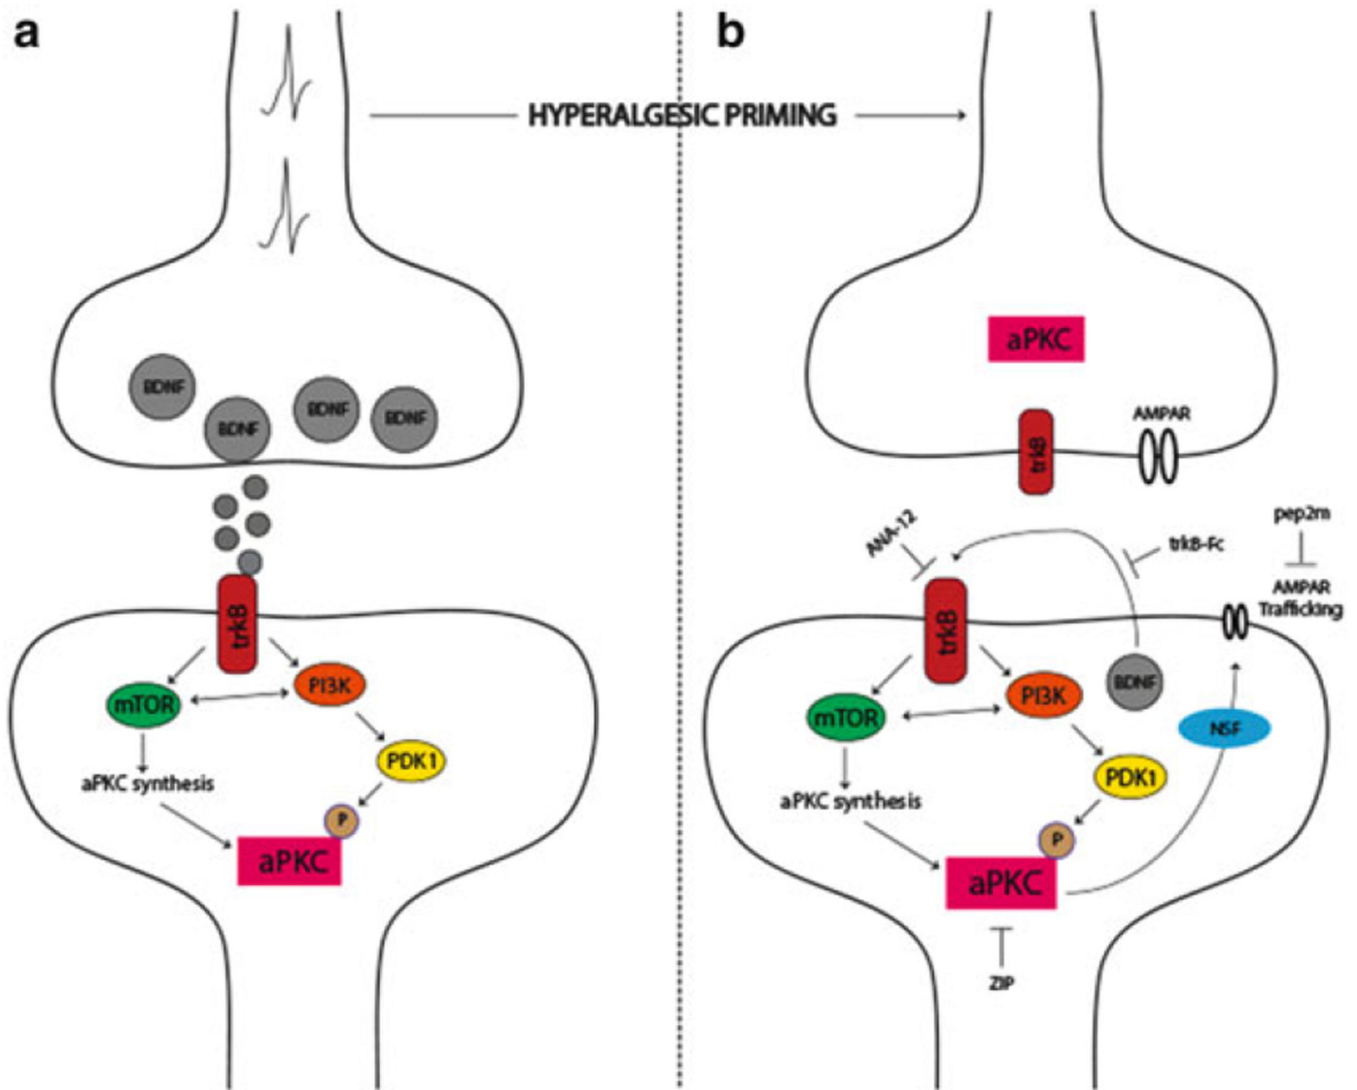 a
b
HYPERALGESIC PRIMING
BDNF
BDNF
BDNF
BDNF
trkB
mTOR
PI3K
PDK1
aPKC synthesis
P
aPKC
aPKC
trkB
AMPAR
ANA-12
trkB-Fc
pep2m
AMPAR
Trafficking
trkB
mTOR
PI3K
BDNF
NSF
PDK1
aPKC synthesis
P
aPKC
ZIP